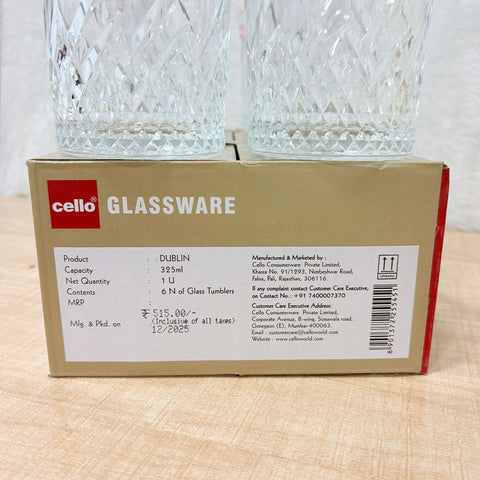 cello® GLASSWARE
Product : DUBLIN
Capacity : 325ml
Net Quantity : 1 U
Contents : 6 N of Glass Tumblers
MRP :
₹ 515.00/-
(Inclusive of all taxes)
Mfg. & Pkd. on 12/2025
Manufactured & Marketed by :
Cello Consumerware Private Limited,
Khasra No. 91/1293, Nimbeshwar Road,
Falna, Pali, Rajasthan, 306116
If any complaint contact Customer Care Executive,
on Contact No.: +91 7400007370
Customer Care Executive Address:
Cello Consumerware Private Limited,
Corporate Avenue, B-wing, Sonawala road,
Goregaon (E), Mumbai 400063
Email : customercare@celloworld.com
Website : www.celloworld.com
UPWARD